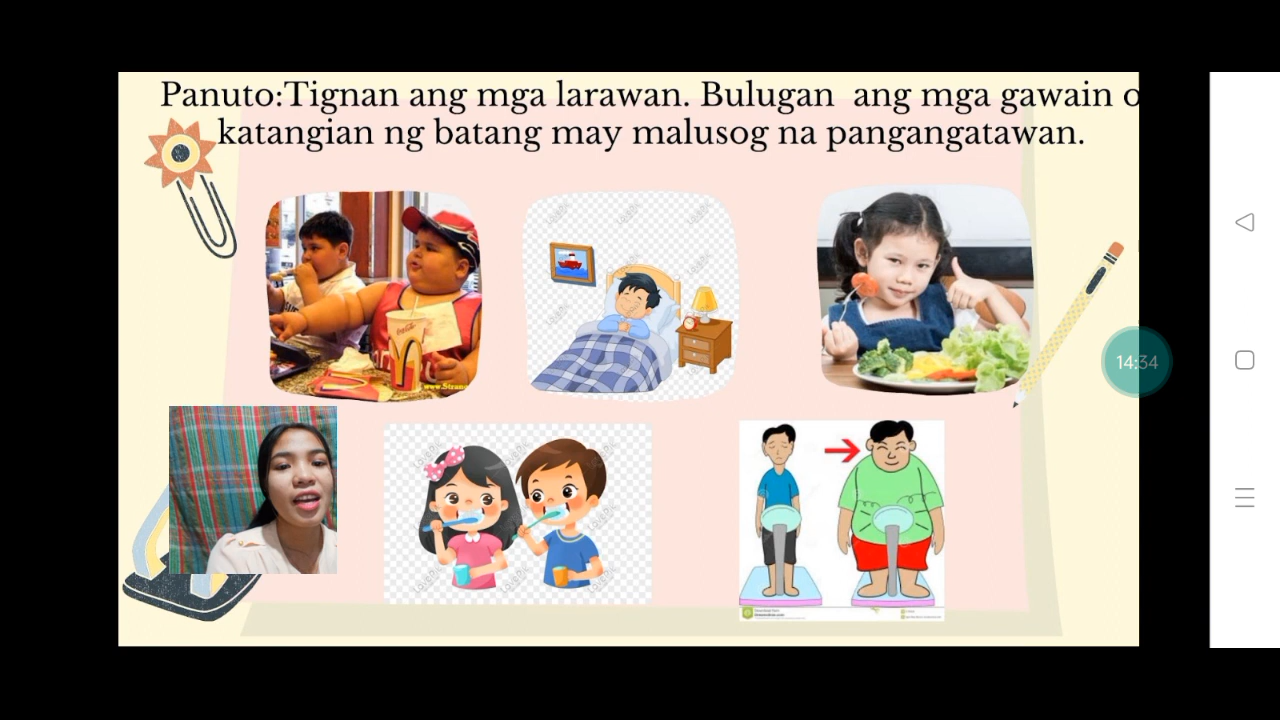 Panuto:Tignan ang mga larawan. Bulugan  ang mga gawain o
katangian ng batang may malusog na pangangatawan.
14:34